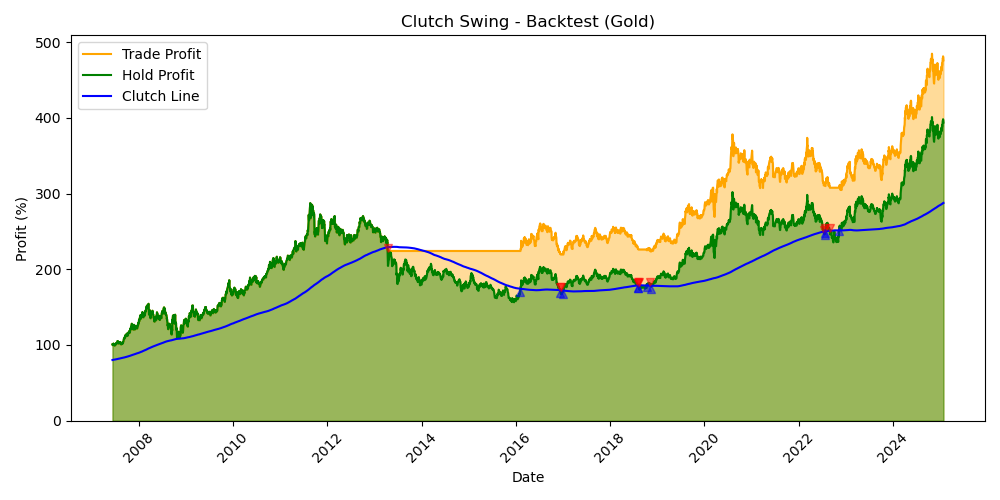 Clutch Swing - Backtest (Gold)
Trade Profit
Hold Profit
Clutch Line
Profit (%)
500
400
300
200
100
0
2008
2010
2012
2014
2016
2018
2020
2022
2024
Date